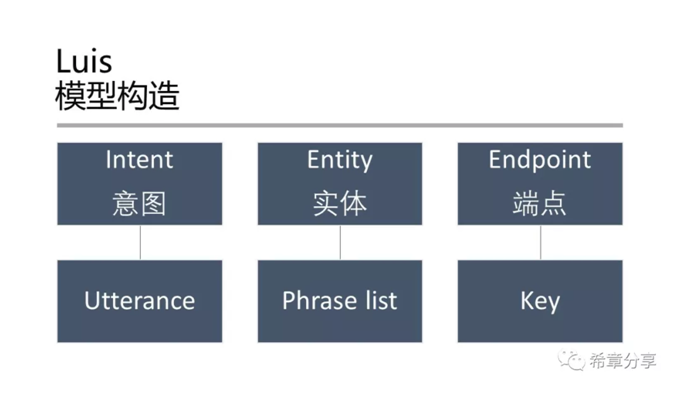 Luis
模型构造
Intent
意图
Entity
实体
Endpoint
端点
Utterance
Phrase list
Key
希章分享